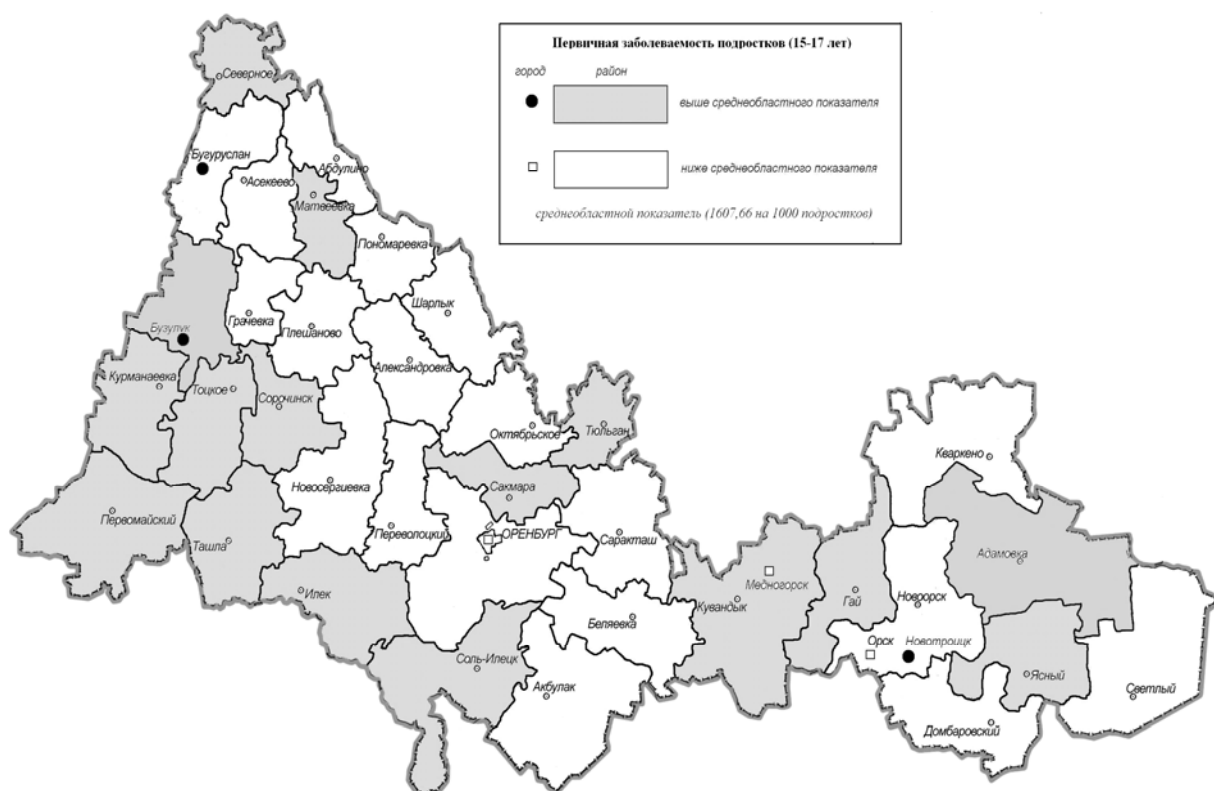 Первичная заболеваемость подростков (15-17 лет)
город район
выше среднеобластного показателя
ниже среднеобластного показателя
среднеобластной показатель (1607,66 на 1000 подростков)
Северное
Бугуруслан
Абдулино
Асекеево
Матвеевка
Пономаревка
Шарлык
Грачевка
Плешаново
Бузулук
Александровка
Курманаевка
Тоцкое
Сорочинск
Октябрьское
Тюльган
Кваркено
Новосергиевка
Сакмара
Первомайский
Переволоцкий
ОРЕНБУРГ
Саракташ
Ташла
Адамовка
Медногорск
Илек
Кувандык
Гай
Новоорск
Беляевка
Орск
Новотроицк
Соль-Илецк
Ясный
Акбулак
Светлый
Домбаровский